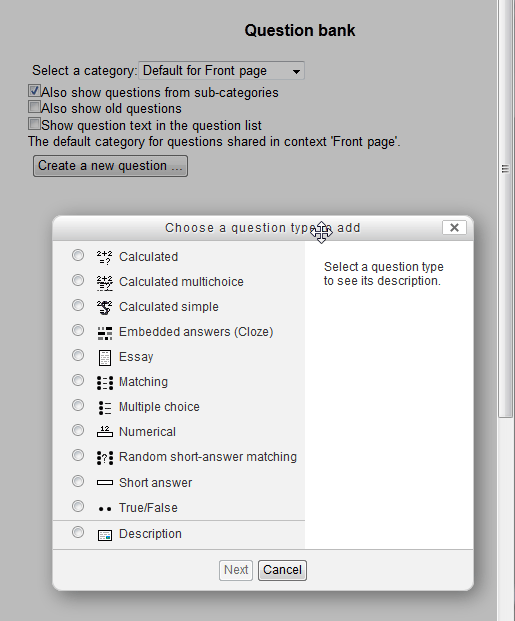 Question bank
Select a category: Default for Front page
Also show questions from sub-categories
Also show old questions
Show question text in the question list
The default category for questions shared in context 'Front page'.
Create a new question ...
Choose a question type to add
Calculated
Select a question type
to see its description.
Calculated multichoice
Calculated simple
Embedded answers (Cloze)
Essay
Matching
Multiple choice
Numerical
Random short-answer matching
Short answer
True/False
Description
Next Cancel